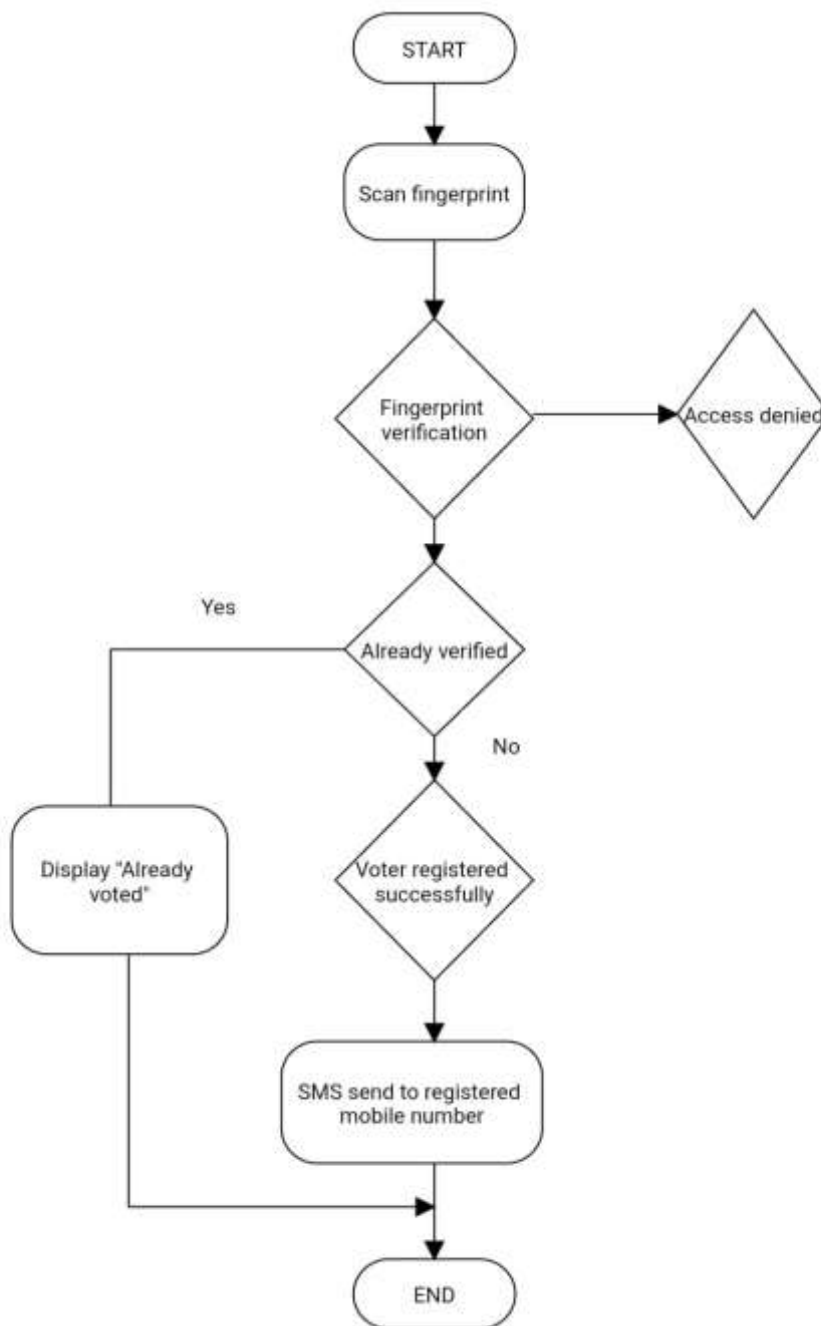 START
Scan fingerprint
Fingerprint
verification
Access denied
Yes
Already verified
No
Display "Already
voted"
Voter registered
successfully
SMS send to registered
mobile number
END